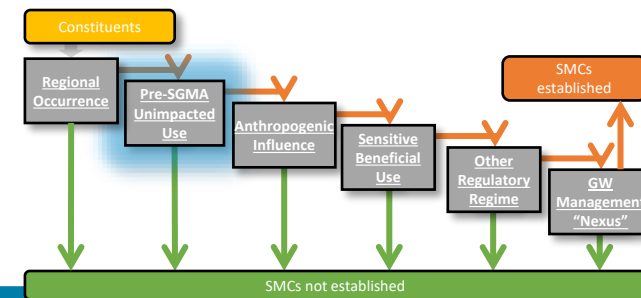 Constituents
Regional
Occurrence
Pre-SGMA
Unimpacted
Use
Anthropogenic
Influence
Sensitive
Beneficial
Use
Other
Regulatory
Regime
GW
Management
“Nexus”
SMCs
established
SMCs not established